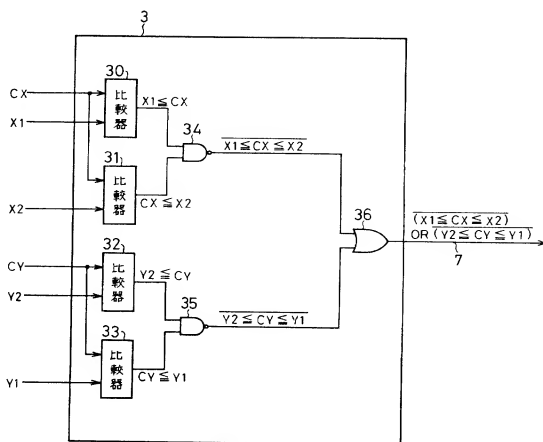 3
30
CX
比較器
X1≦CX
X1
34
X1≦CX≦X2
31
比較器
X2
CX≦X2
36
(X1≦CX≦X2)
OR (Y2≦CY≦Y1)
7
32
CY
比較器
Y2≦CY
Y2
35
Y2≦CY≦Y1
33
比較器
Y1
CY≦Y1